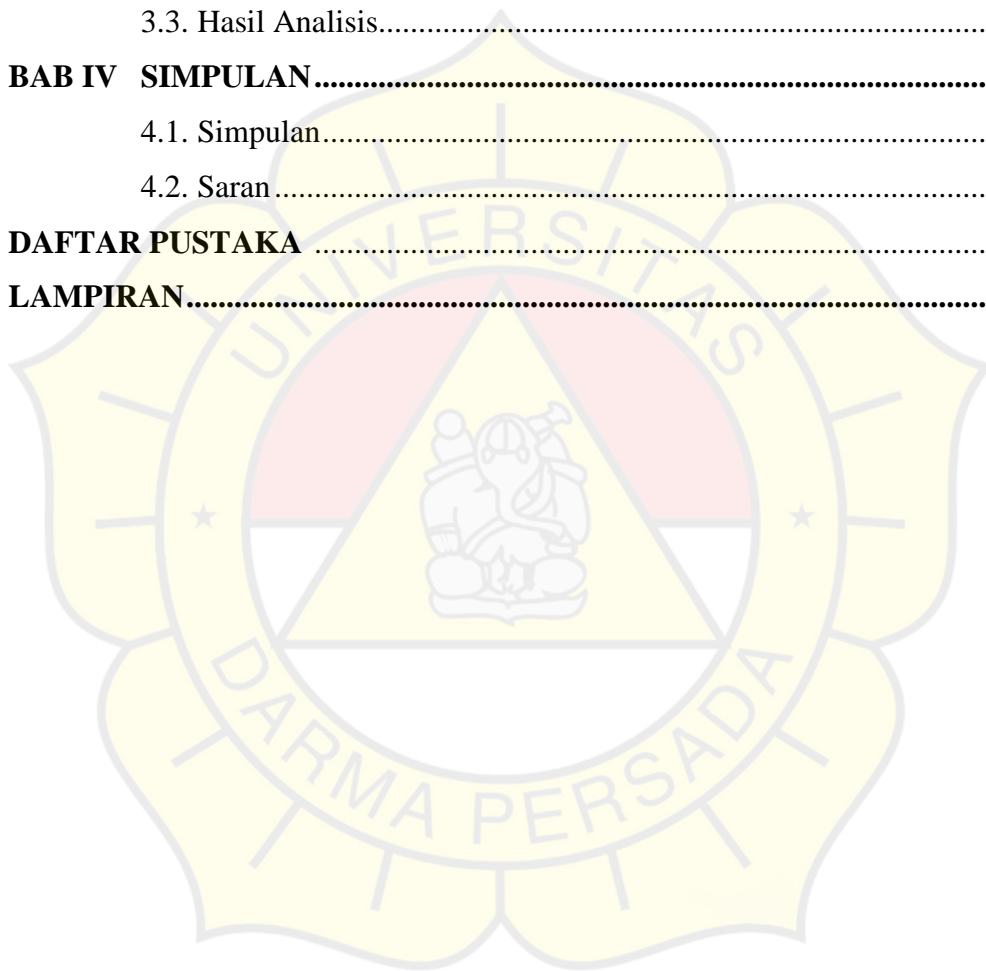 3.3. Hasil Analisis....................................................................................
BAB IV SIMPULAN....................................................................................
4.1. Simpulan....................................................................................
4.2. Saran....................................................................................
DAFTAR PUSTAKA ....................................................................................
LAMPIRAN....................................................................................
UNIVERSITAS
DARMA PERSADA